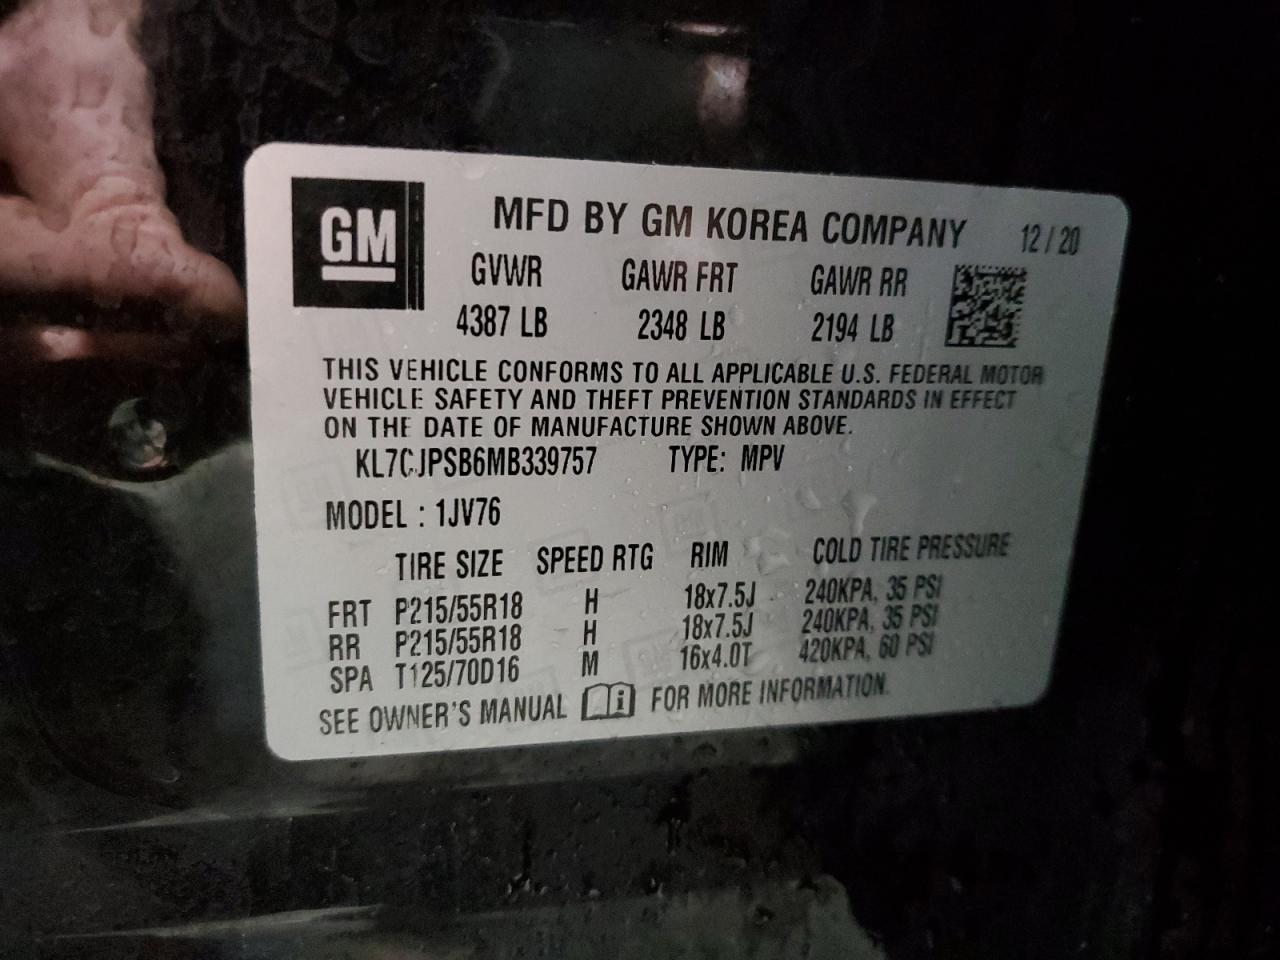 GM
MFD BY GM KOREA COMPANY 12/20
GVWR GAWR FRT GAWR RR
4387 LB 2348 LB 2194 LB
THIS VEHICLE CONFORMS TO ALL APPLICABLE U.S. FEDERAL MOTOR
VEHICLE SAFETY AND THEFT PREVENTION STANDARDS IN EFFECT
ON THE DATE OF MANUFACTURE SHOWN ABOVE.
KL7CJPSB6MB339757 TYPE: MPV
MODEL : 1JV76
TIRE SIZE SPEED RTG RIM COLD TIRE PRESSURE
FRT P215/55R18 H 18x7.5J 240KPA, 35 PSI
RR P215/55R18 H 18x7.5J 240KPA, 35 PSI
SPA T125/70D16 M 16x4.0T 420KPA, 60 PSI
SEE OWNER'S MANUAL i FOR MORE INFORMATION.